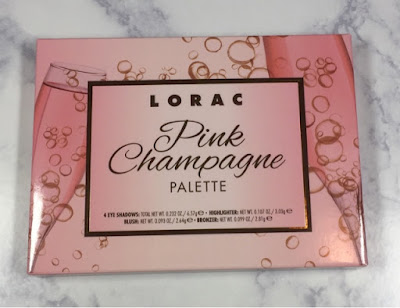 LORAC
Pink
Champagne
PALETTE
4 EYE SHADOWS: TOTAL NET WT. 0.232 OZ / 6.57g • HIGHLIGHTER: NET WT. 0.107 OZ / 3.03g
BLUSH: NET WT. 0.093 OZ / 2.64g • BRONZER: NET WT. 0.099 OZ / 2.81g